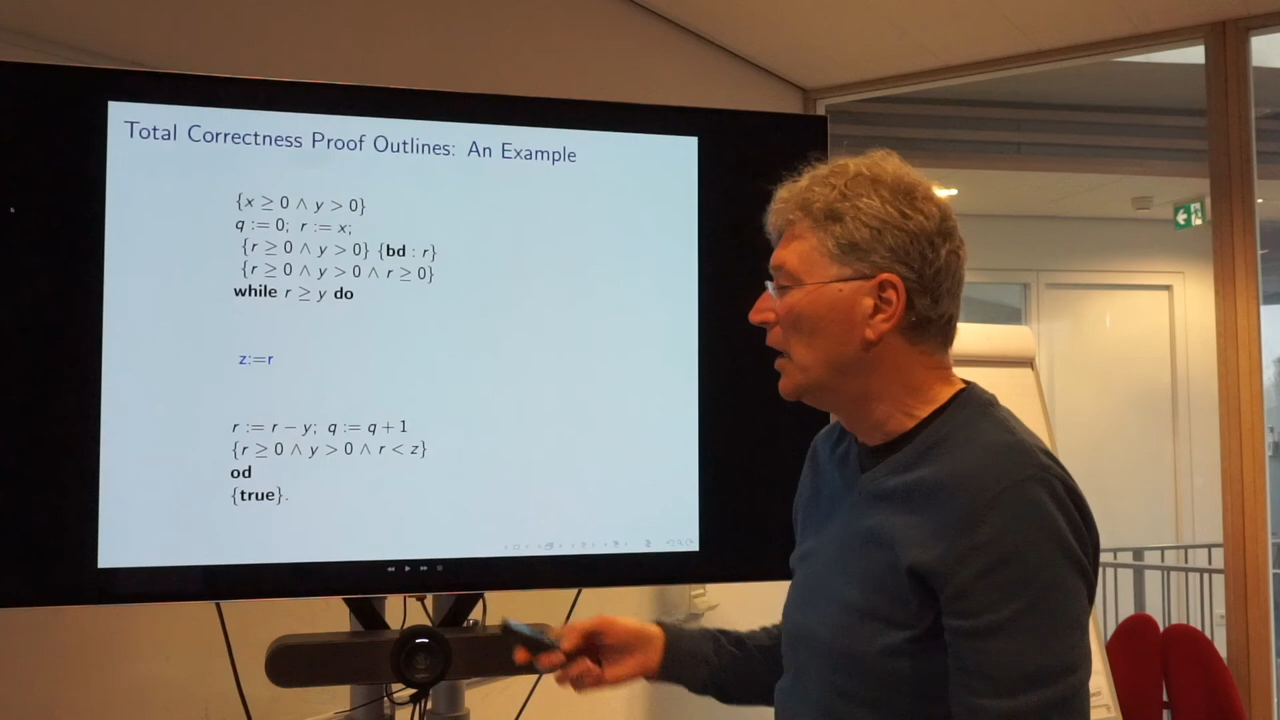 Total Correctness Proof Outlines: An Example
{x ≥ 0 ∧ y > 0}
q := 0; r := x;
{r ≥ 0 ∧ y > 0} {bd : r}
{r ≥ 0 ∧ y > 0 ∧ r ≥ 0}
while r ≥ y do
z:=r
r := r − y; q := q + 1
{r ≥ 0 ∧ y > 0 ∧ r < z}
od
{true}.